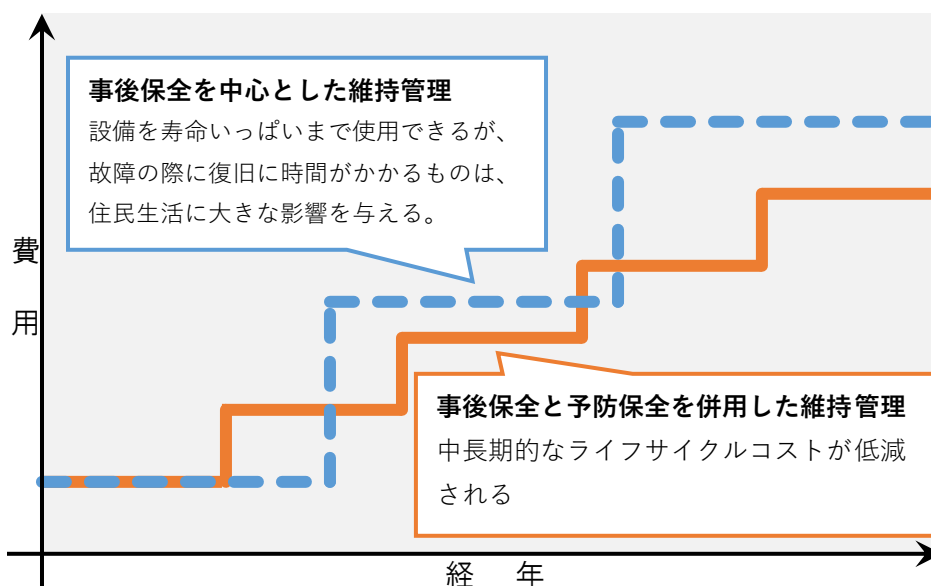 事後保全を中心とした維持管理
設備を寿命いっぱいまで使用できるが、
故障の際に復旧に時間がかかるものは、
住民生活に大きな影響を与える。
費用
事後保全と予防保全を併用した維持管理
中長期的なライフサイクルコストが低減
される
経　年